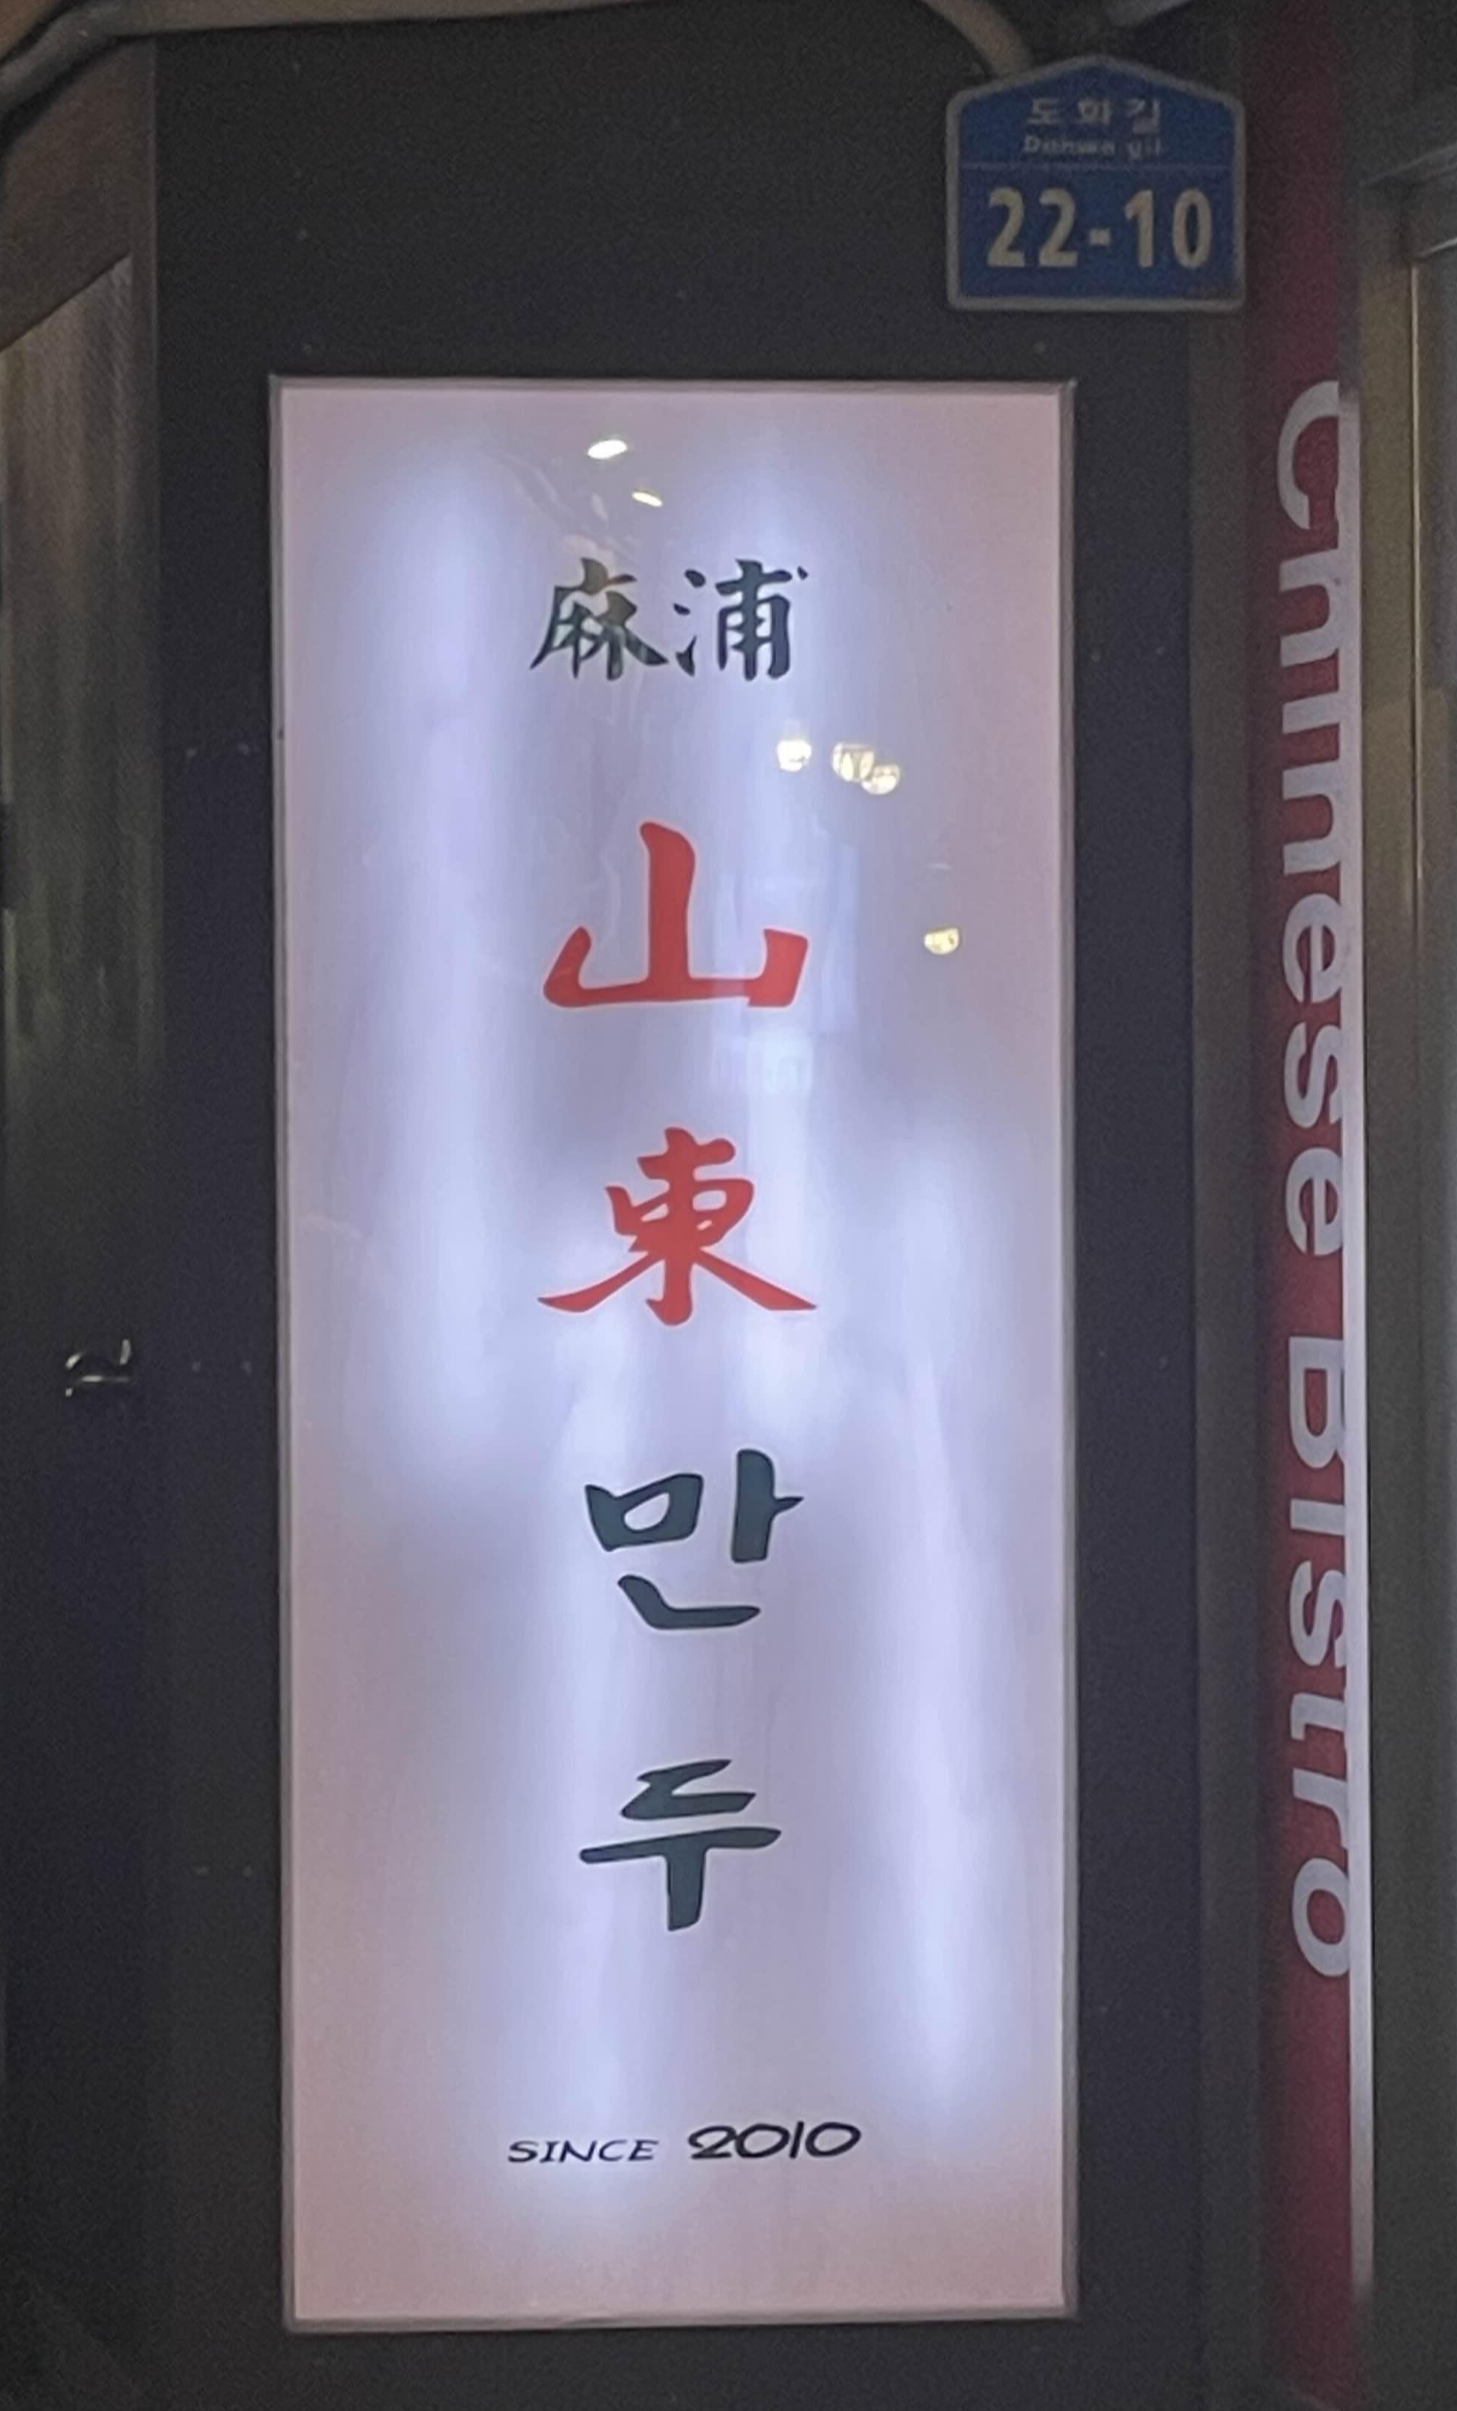 도화길
Dohwa gil
22-10
麻浦
山
東
만
두
SINCE 2010
Chinese Bistro